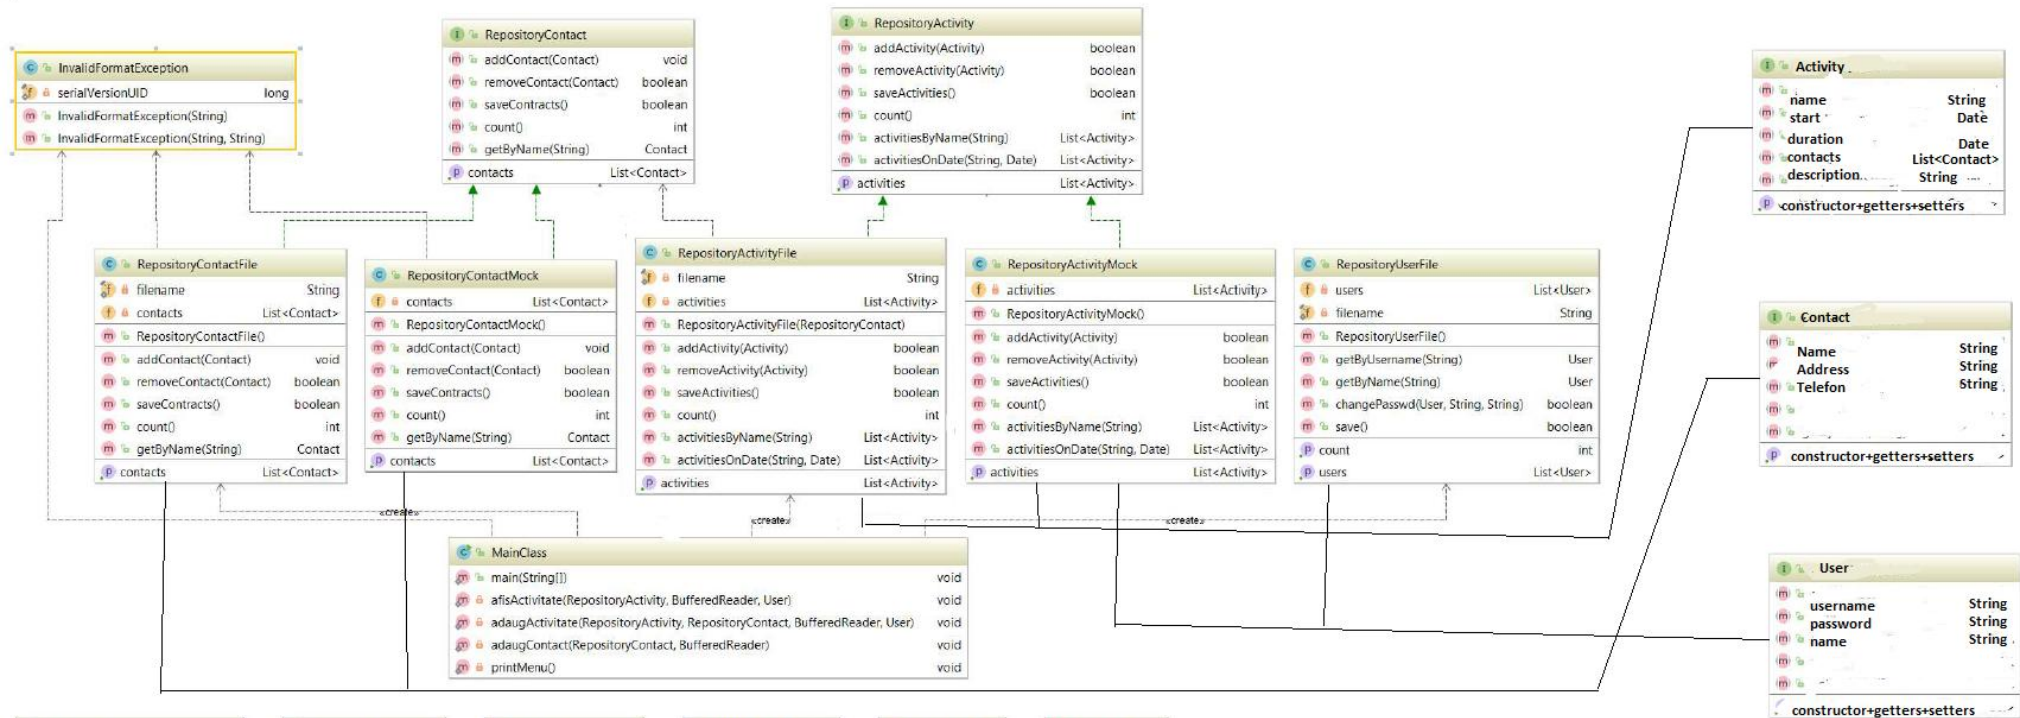 InvalidFormatException
serialVersionUID long
InvalidFormatException(String)
InvalidFormatException(String, String)
RepositoryContact
addContact(Contact) void
removeContact(Contact) boolean
saveContracts() boolean
count() int
getByName(String) Contact
contacts List<Contact>
RepositoryActivity
addActivity(Activity) boolean
removeActivity(Activity) boolean
saveActivities() boolean
count() int
activitiesByName(String) List<Activity>
activitiesOnDate(String, Date) List<Activity>
activities List<Activity>
Activity
name String
start Date
duration Date
contacts List<Contact>
description String
constructor+getters+setters
RepositoryContactFile
filename String
contacts List<Contact>
RepositoryContactFile()
addContact(Contact) void
removeContact(Contact) boolean
saveContracts() boolean
count() int
getByName(String) Contact
contacts List<Contact>
RepositoryContactMock
contacts List<Contact>
RepositoryContactMock()
addContact(Contact) void
removeContact(Contact) boolean
saveContracts() boolean
count() int
getByName(String) Contact
contacts List<Contact>
RepositoryActivityFile
filename String
activities List<Activity>
RepositoryActivityFile(RepositoryContact)
addActivity(Activity) boolean
removeActivity(Activity) boolean
saveActivities() boolean
count() int
activitiesByName(String) List<Activity>
activitiesOnDate(String, Date) List<Activity>
activities List<Activity>
RepositoryActivityMock
activities List<Activity>
RepositoryActivityMock()
addActivity(Activity) boolean
removeActivity(Activity) boolean
saveActivities() boolean
count() int
activitiesByName(String) List<Activity>
activitiesOnDate(String, Date) List<Activity>
activities List<Activity>
RepositoryUserFile
users List<User>
filename String
RepositoryUserFile()
getByUsername(String) User
getByName(String) User
changePasswd(User, String, String) boolean
save() boolean
count int
users List<User>
Contact
Name String
Address String
Telefon String
constructor+getters+setters
«create»
«create»
«create»
MainClass
main(String[]) void
afisActivitate(RepositoryActivity, BufferedReader, User) void
adaugActivitate(RepositoryActivity, RepositoryContact, BufferedReader, User) void
adaugContact(RepositoryContact, BufferedReader) void
printMenu() void
User
username String
password String
name String
constructor+getters+setters